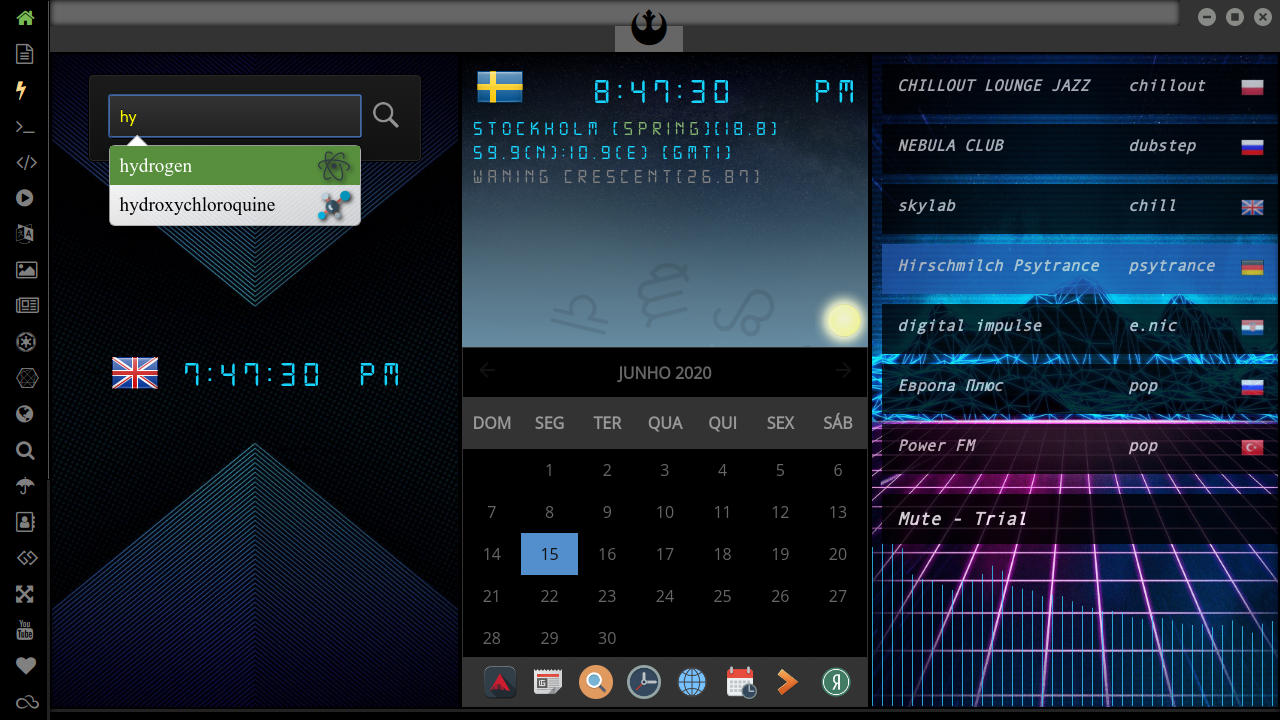 hy
hydrogen
hydroxychloroquine
7:47:30 PM
8:47:30 PM
STOCKHOLM [SPRING][18.8]
59.9(N):10.9(E) [GMT1]
WANING CRESCENT[26.87]
JUNHO 2020
DOM SEG TER QUA QUI SEX SÁB
1 2 3 4 5 6
7 8 9 10 11 12 13
14 15 16 17 18 19 20
21 22 23 24 25 26 27
28 29 30
CHILLOUT LOUNGE JAZZ chillout
NEBULA CLUB dubstep
skylab chill
Hirschmilch Psytrance psytrance
digital impulse e.nic
Европа Плюс pop
Power FM pop
Mute - Trial
You
Tube
Я